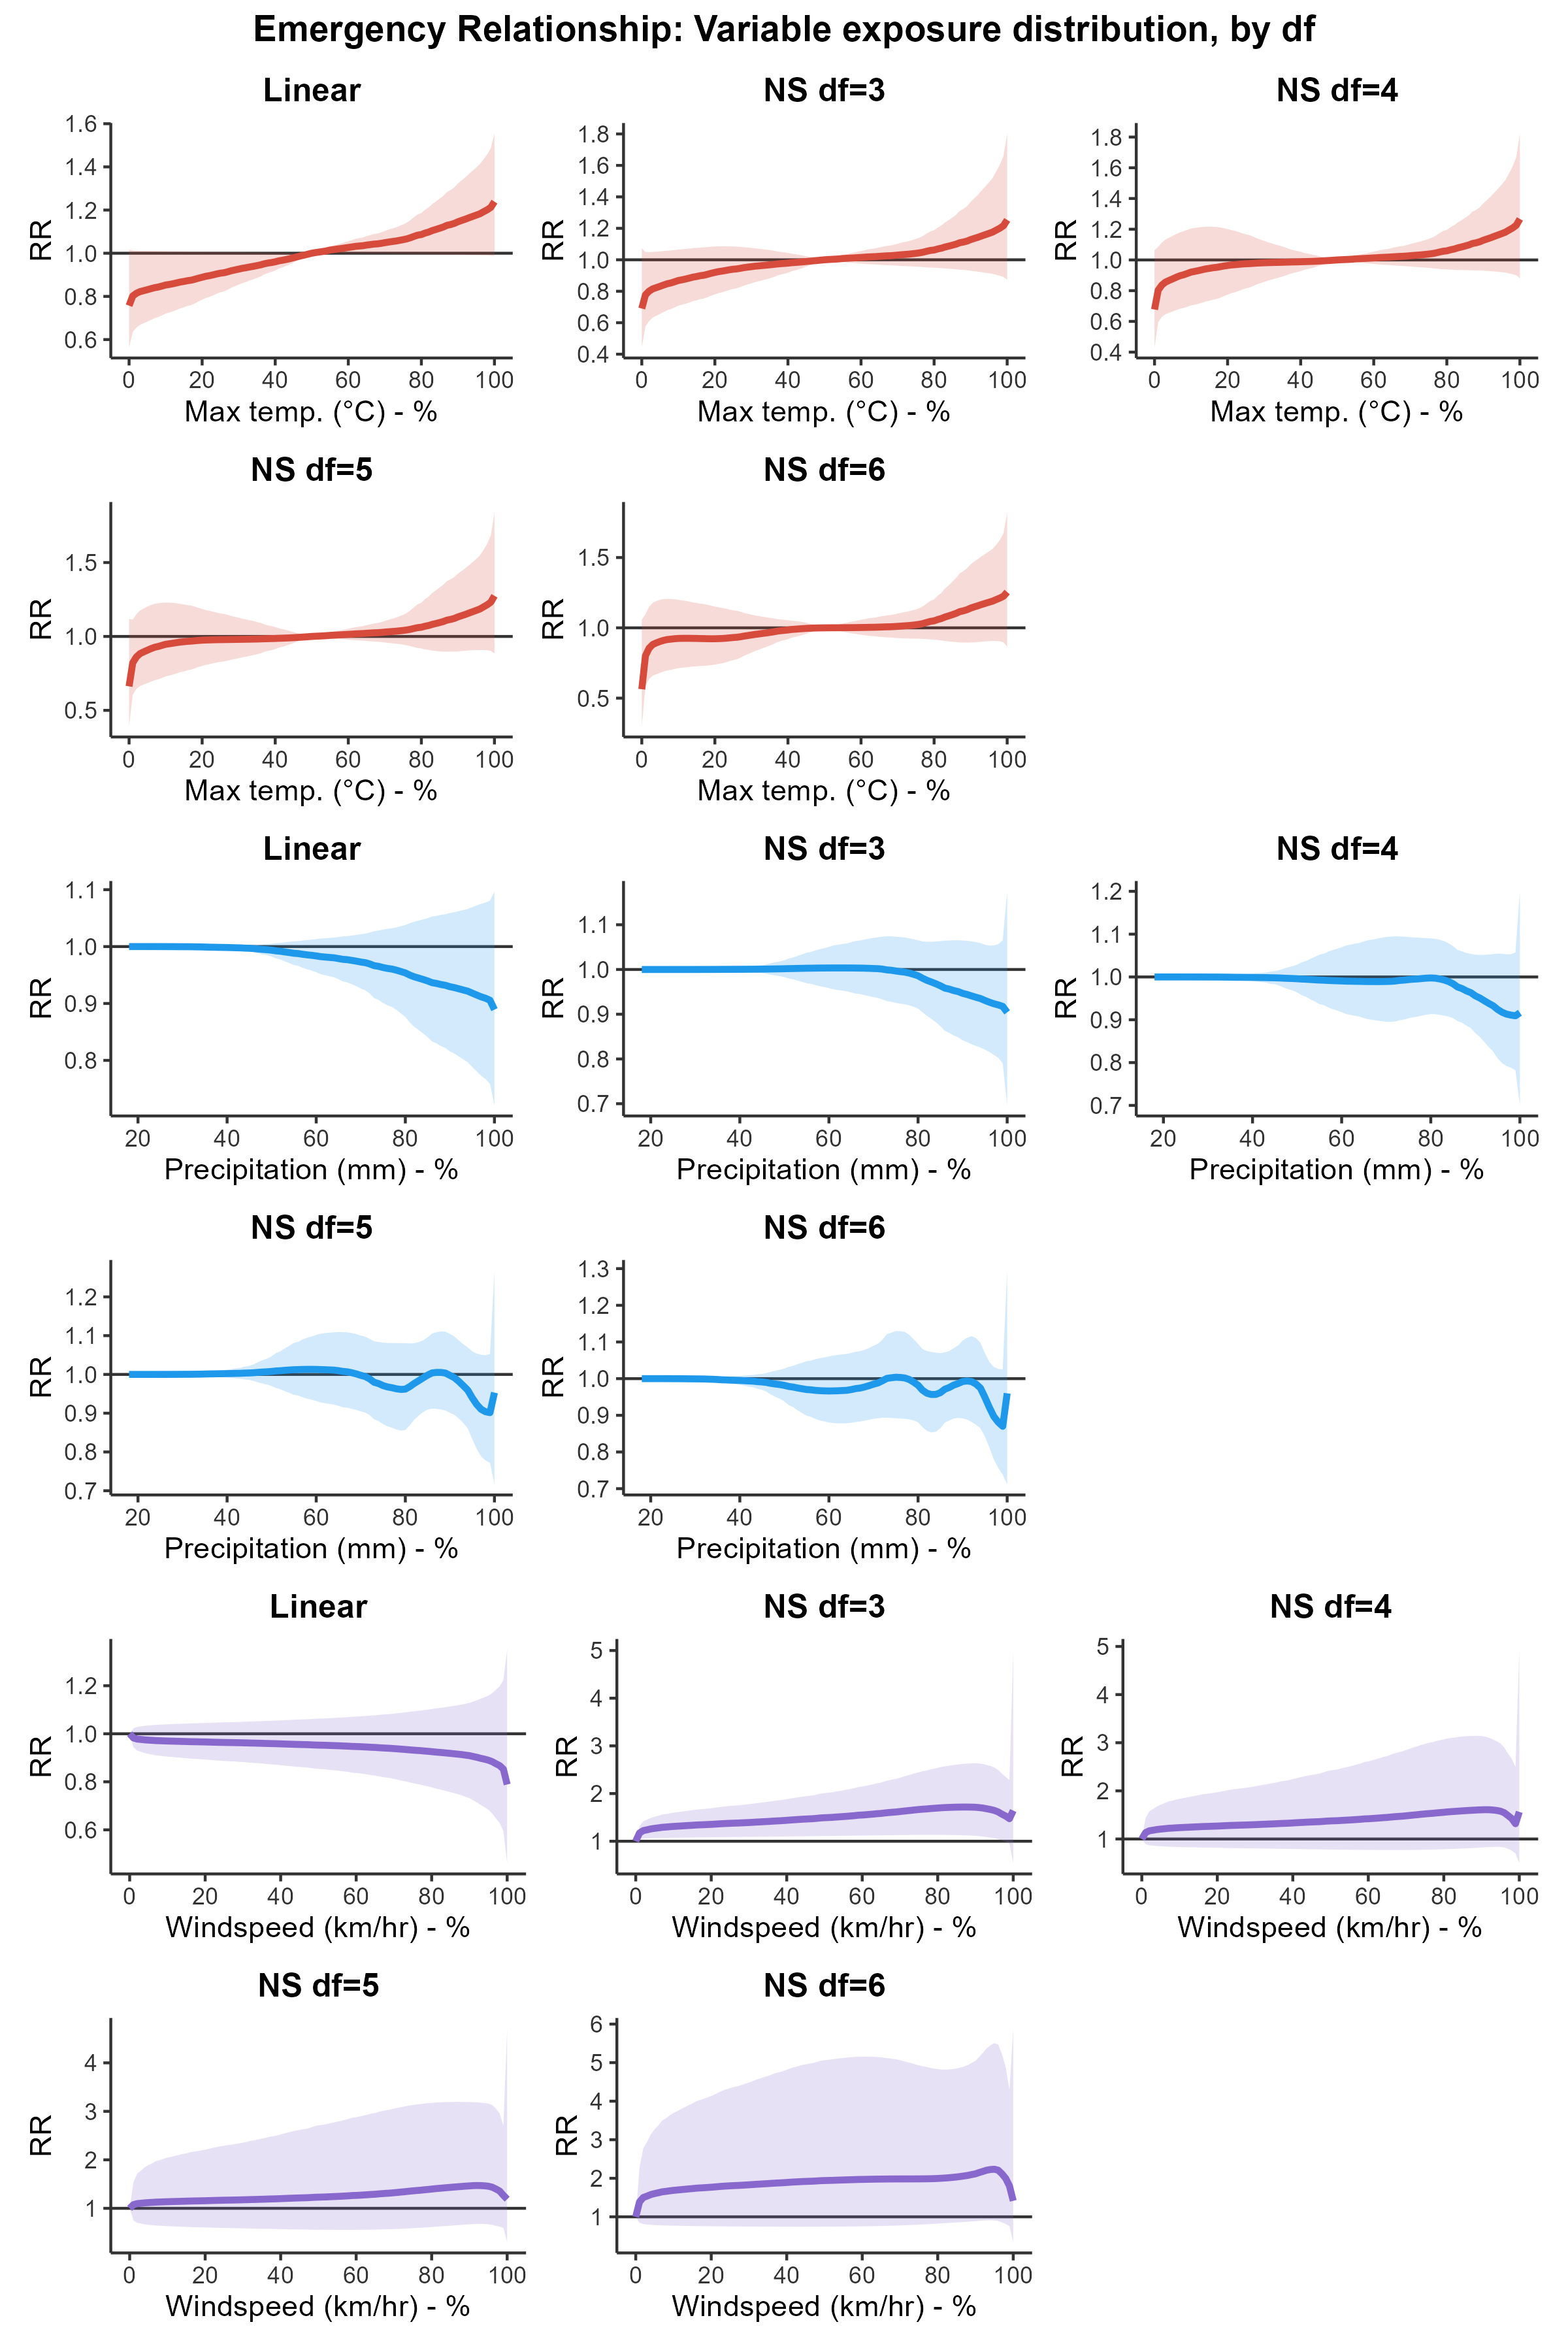 Emergency Relationship: Variable exposure distribution, by df
Linear
NS df=3
NS df=4
RR
1.6
1.4
1.2
1.0
0.8
0.6
0 20 40 60 80 100
Max temp. (°C) - %
RR
1.8
1.6
1.4
1.2
1.0
0.8
0.6
0.4
0 20 40 60 80 100
Max temp. (°C) - %
RR
1.8
1.6
1.4
1.2
1.0
0.8
0.6
0.4
0 20 40 60 80 100
Max temp. (°C) - %
NS df=5
NS df=6
RR
1.5
1.0
0.5
0 20 40 60 80 100
Max temp. (°C) - %
RR
1.5
1.0
0.5
0 20 40 60 80 100
Max temp. (°C) - %
Linear
NS df=3
NS df=4
RR
1.1
1.0
0.9
0.8
20 40 60 80 100
Precipitation (mm) - %
RR
1.1
1.0
0.9
0.8
0.7
20 40 60 80 100
Precipitation (mm) - %
RR
1.2
1.1
1.0
0.9
0.8
0.7
20 40 60 80 100
Precipitation (mm) - %
NS df=5
NS df=6
RR
1.2
1.1
1.0
0.9
0.8
0.7
20 40 60 80 100
Precipitation (mm) - %
RR
1.3
1.2
1.1
1.0
0.9
0.8
0.7
20 40 60 80 100
Precipitation (mm) - %
Linear
NS df=3
NS df=4
RR
1.2
1.0
0.8
0.6
0 20 40 60 80 100
Windspeed (km/hr) - %
RR
5
4
3
2
1
0 20 40 60 80 100
Windspeed (km/hr) - %
RR
5
4
3
2
1
0 20 40 60 80 100
Windspeed (km/hr) - %
NS df=5
NS df=6
RR
4
3
2
1
0 20 40 60 80 100
Windspeed (km/hr) - %
RR
6
5
4
3
2
1
0 20 40 60 80 100
Windspeed (km/hr) - %